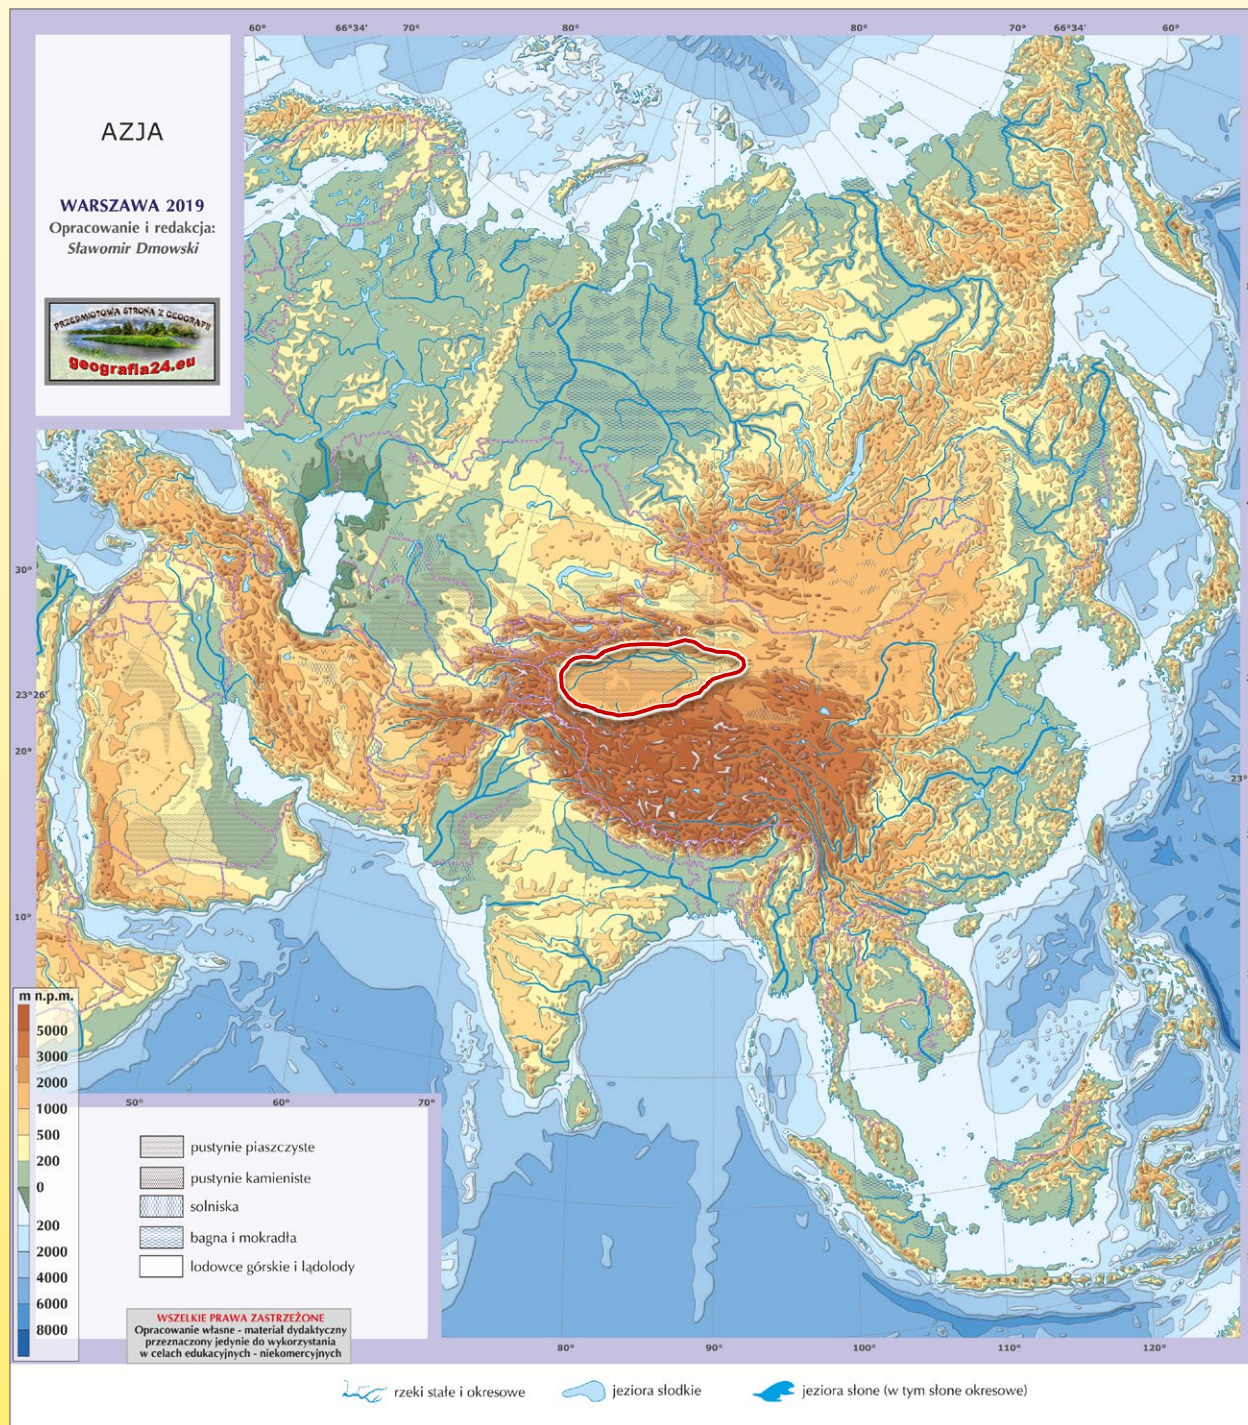 60°
66°34'
70°
80°
80°
70°
66°34'
60°
AZJA
WARSZAWA 2019
Opracowanie i redakcja:
Sławomir Dmowski
PRZEDMIOTOWA STRONA Z GEOGRAFII
geografia24.eu
30°
23°26'
20°
23°
10°
m n.p.m.
5000
3000
2000
1000
500
200
0
200
2000
4000
6000
8000
50°
60°
70°
pustynie piaszczyste
pustynie kamieniste
solniska
bagna i mokradła
lodowce górskie i lądolody
WSZELKIE PRAWA ZASTRZEŻONE
Opracowanie własne - materiał dydaktyczny
przeznaczony jedynie do wykorzystania
w celach edukacyjnych - niekomercyjnych
80°
90°
100°
110°
120°
rzeki stałe i okresowe
jeziora słodkie
jeziora słone (w tym słone okresowe)